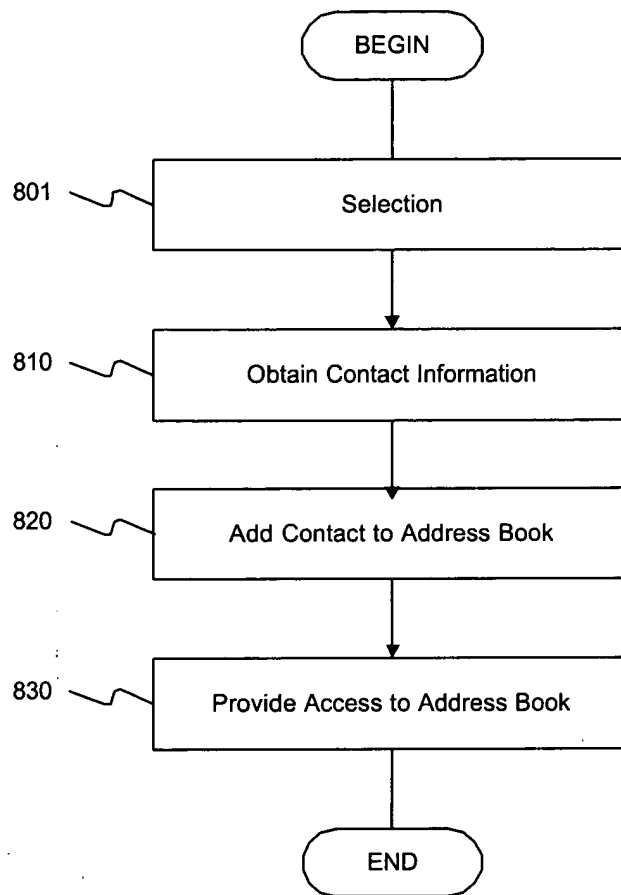 BEGIN
801
Selection
810
Obtain Contact Information
820
Add Contact to Address Book
830
Provide Access to Address Book
END